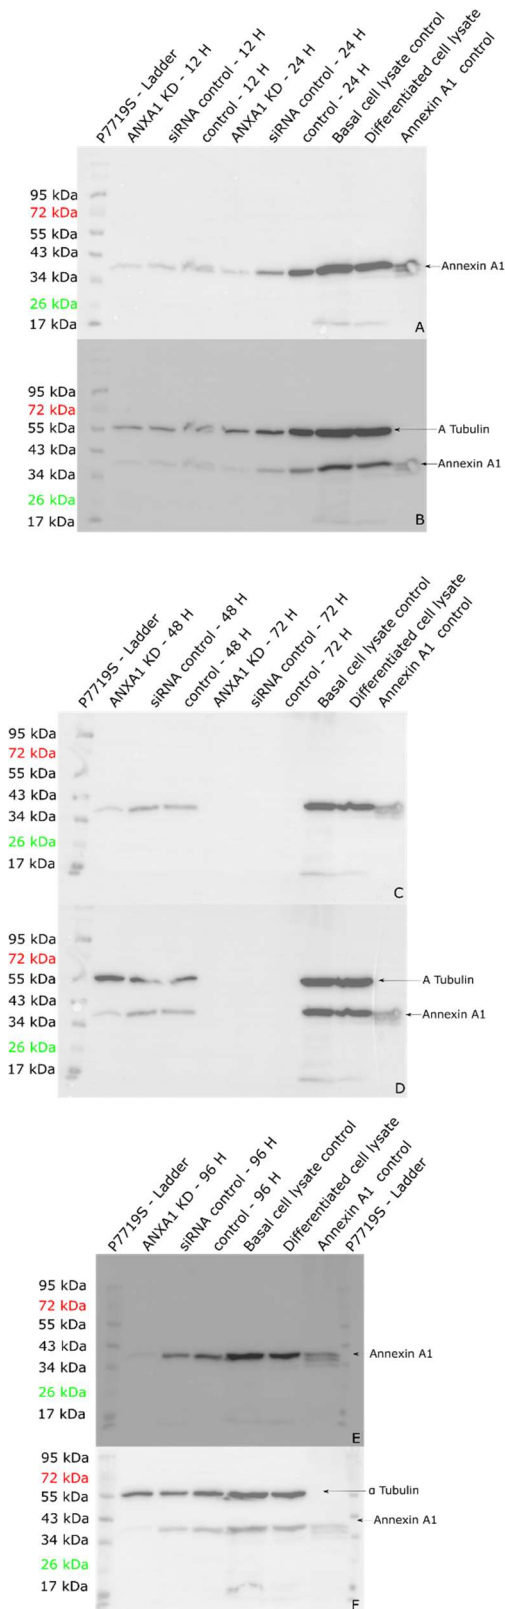 P7719S - Ladder
ANXA1 KD - 12 H
siRNA control - 12 H
control - 12 H
ANXA1 KD - 24 H
siRNA control - 24 H
control - 24 H
Basal cell lysate control
Differentiated cell lysate
Annexin A1 control
95 kDa
72 kDa
55 kDa
43 kDa
34 kDa
26 kDa
17 kDa
Annexin A1
A
95 kDa
72 kDa
55 kDa
43 kDa
34 kDa
26 kDa
17 kDa
A Tubulin
Annexin A1
B
P7719S - Ladder
ANXA1 KD - 48 H
siRNA control - 48 H
control - 48 H
ANXA1 KD - 72 H
siRNA control - 72 H
control - 72 H
Basal cell lysate control
Differentiated cell lysate
Annexin A1 control
95 kDa
72 kDa
55 kDa
43 kDa
34 kDa
26 kDa
17 kDa
C
95 kDa
72 kDa
55 kDa
43 kDa
34 kDa
26 kDa
17 kDa
A Tubulin
Annexin A1
D
P7719S - Ladder
ANXA1 KD - 96 H
siRNA control - 96 H
control - 96 H
Basal cell lysate control
Differentiated cell lysate
Annexin A1 control
P7719S - Ladder
95 kDa
72 kDa
55 kDa
43 kDa
34 kDa
26 kDa
17 kDa
Annexin A1
E
95 kDa
72 kDa
55 kDa
43 kDa
34 kDa
26 kDa
17 kDa
α Tubulin
Annexin A1
F